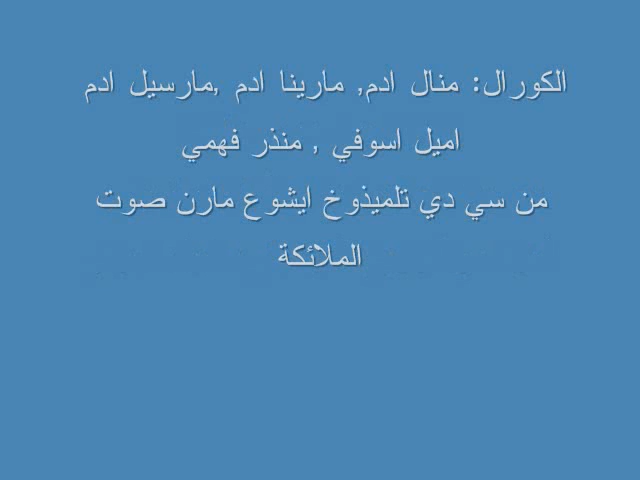 الكورال: منال ادم, مارينا ادم ,مارسيل ادم
اميل اسوفي , منذر فهمي
من سي دي تلميذوخ ايشوع مارن صوت
الملائكة